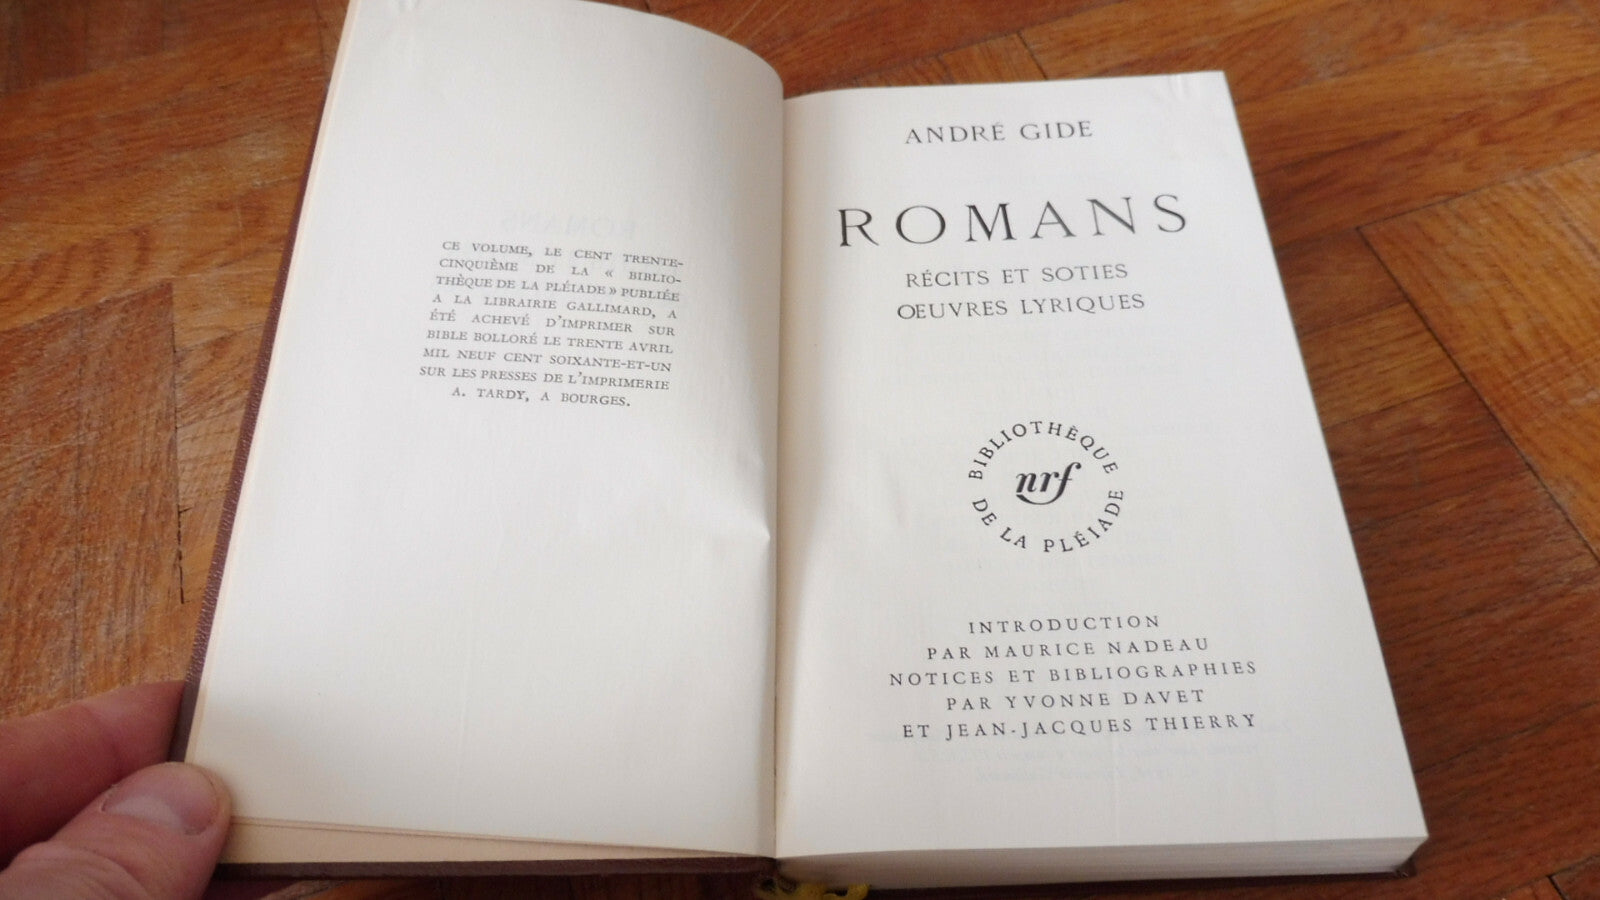 CE VOLUME, LE CENT TRENTE-
CINQUIÈME DE LA « BIBLIO-
THÈQUE DE LA PLÉIADE » PUBLIÉE
A LA LIBRAIRIE GALLIMARD, A
ÉTÉ ACHEVÉ D'IMPRIMER SUR
BIBLE BOLLORÉ LE TRENTE AVRIL
MIL NEUF CENT SOIXANTE-ET-UN
SUR LES PRESSES DE L'IMPRIMERIE
A. TARDY, A BOURGES.
ANDRÉ GIDE
ROMANS
RÉCITS ET SOTIES
OEUVRES LYRIQUES
BIBLIOTHÈQUE
nrf
DE LA PLÉIADE
INTRODUCTION
PAR MAURICE NADEAU
NOTICES ET BIBLIOGRAPHIES
PAR YVONNE DAVET
ET JEAN-JACQUES THIERRY